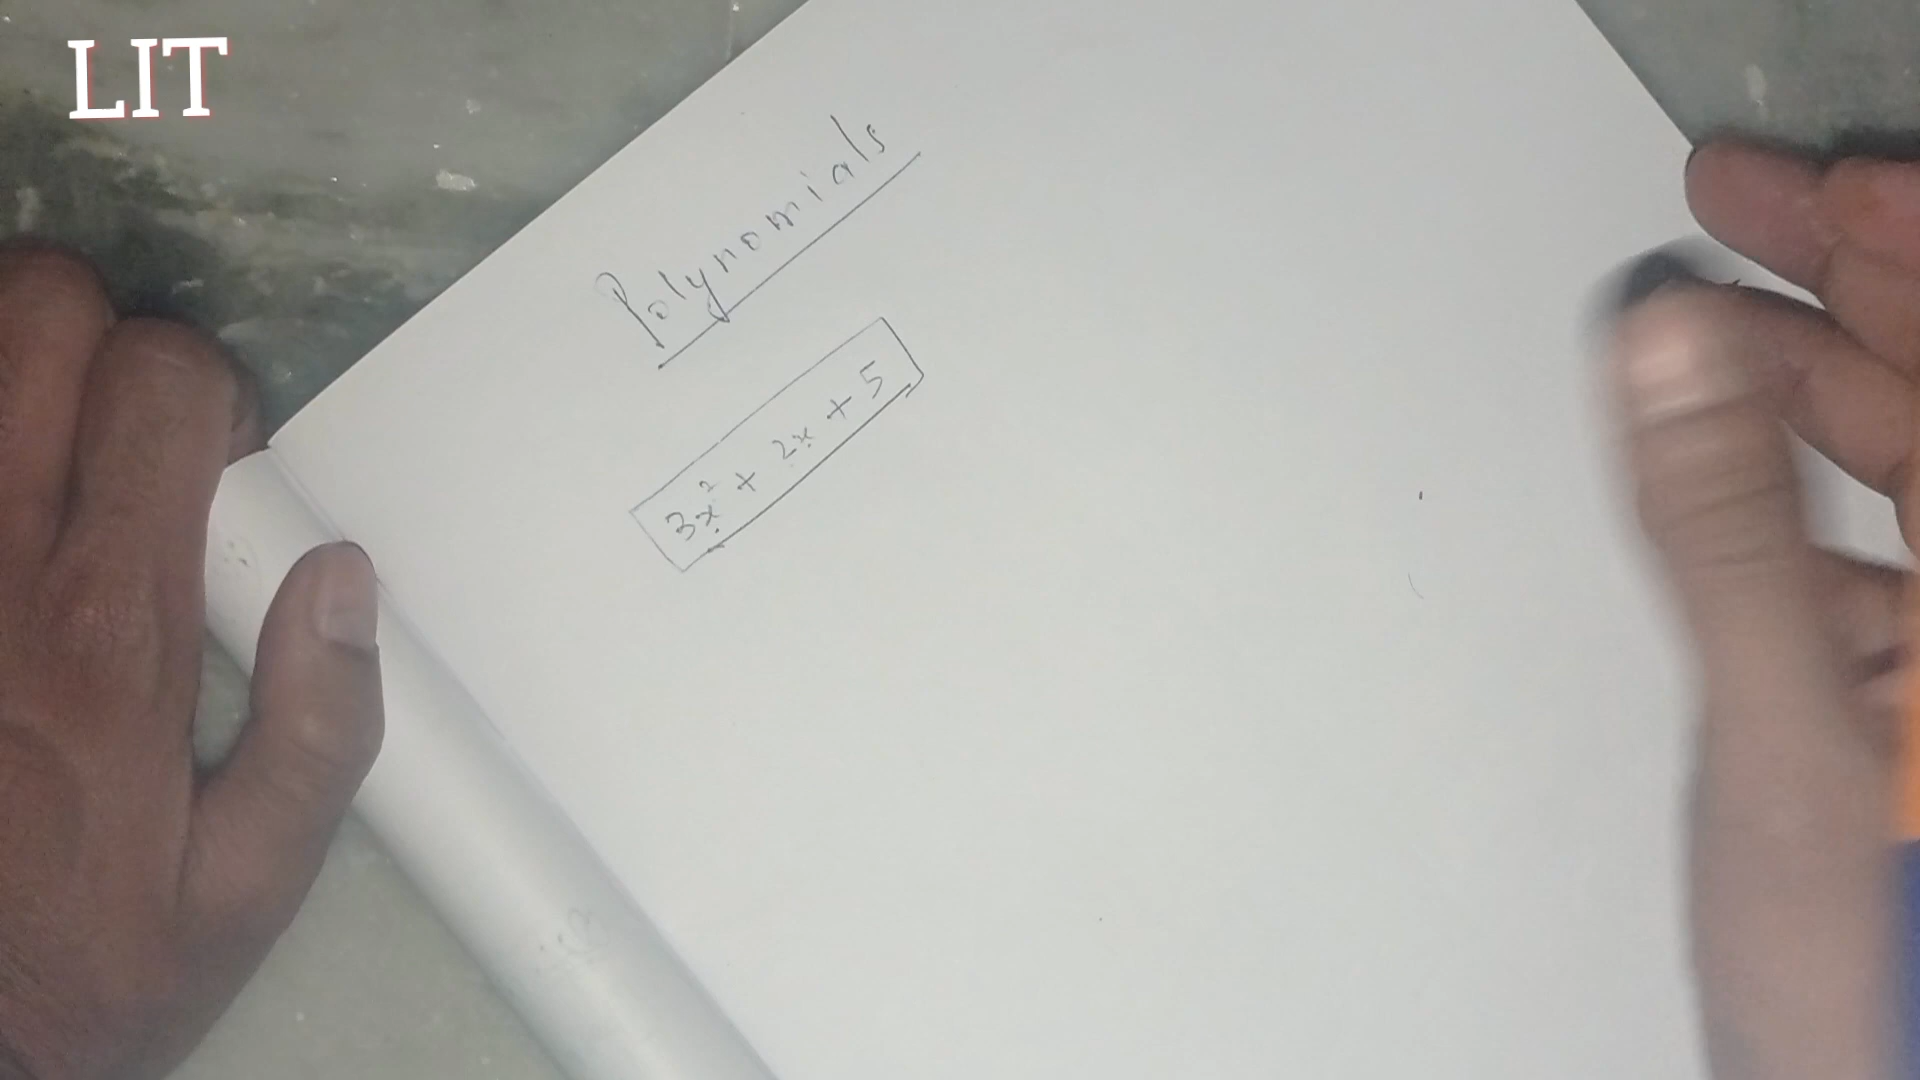 LIT
Polynomials
3x² + 2x + 5